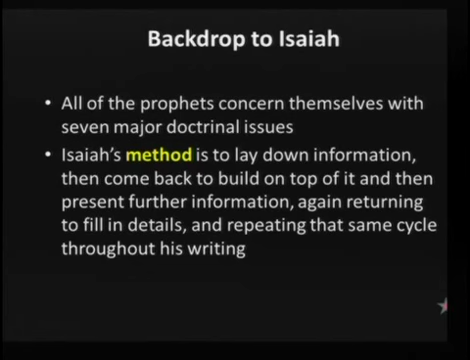 Backdrop to Isaiah
• All of the prophets concern themselves with
seven major doctrinal issues
• Isaiah's method is to lay down information,
then come back to build on top of it and then
present further information, again returning
to fill in details, and repeating that same cycle
throughout his writing